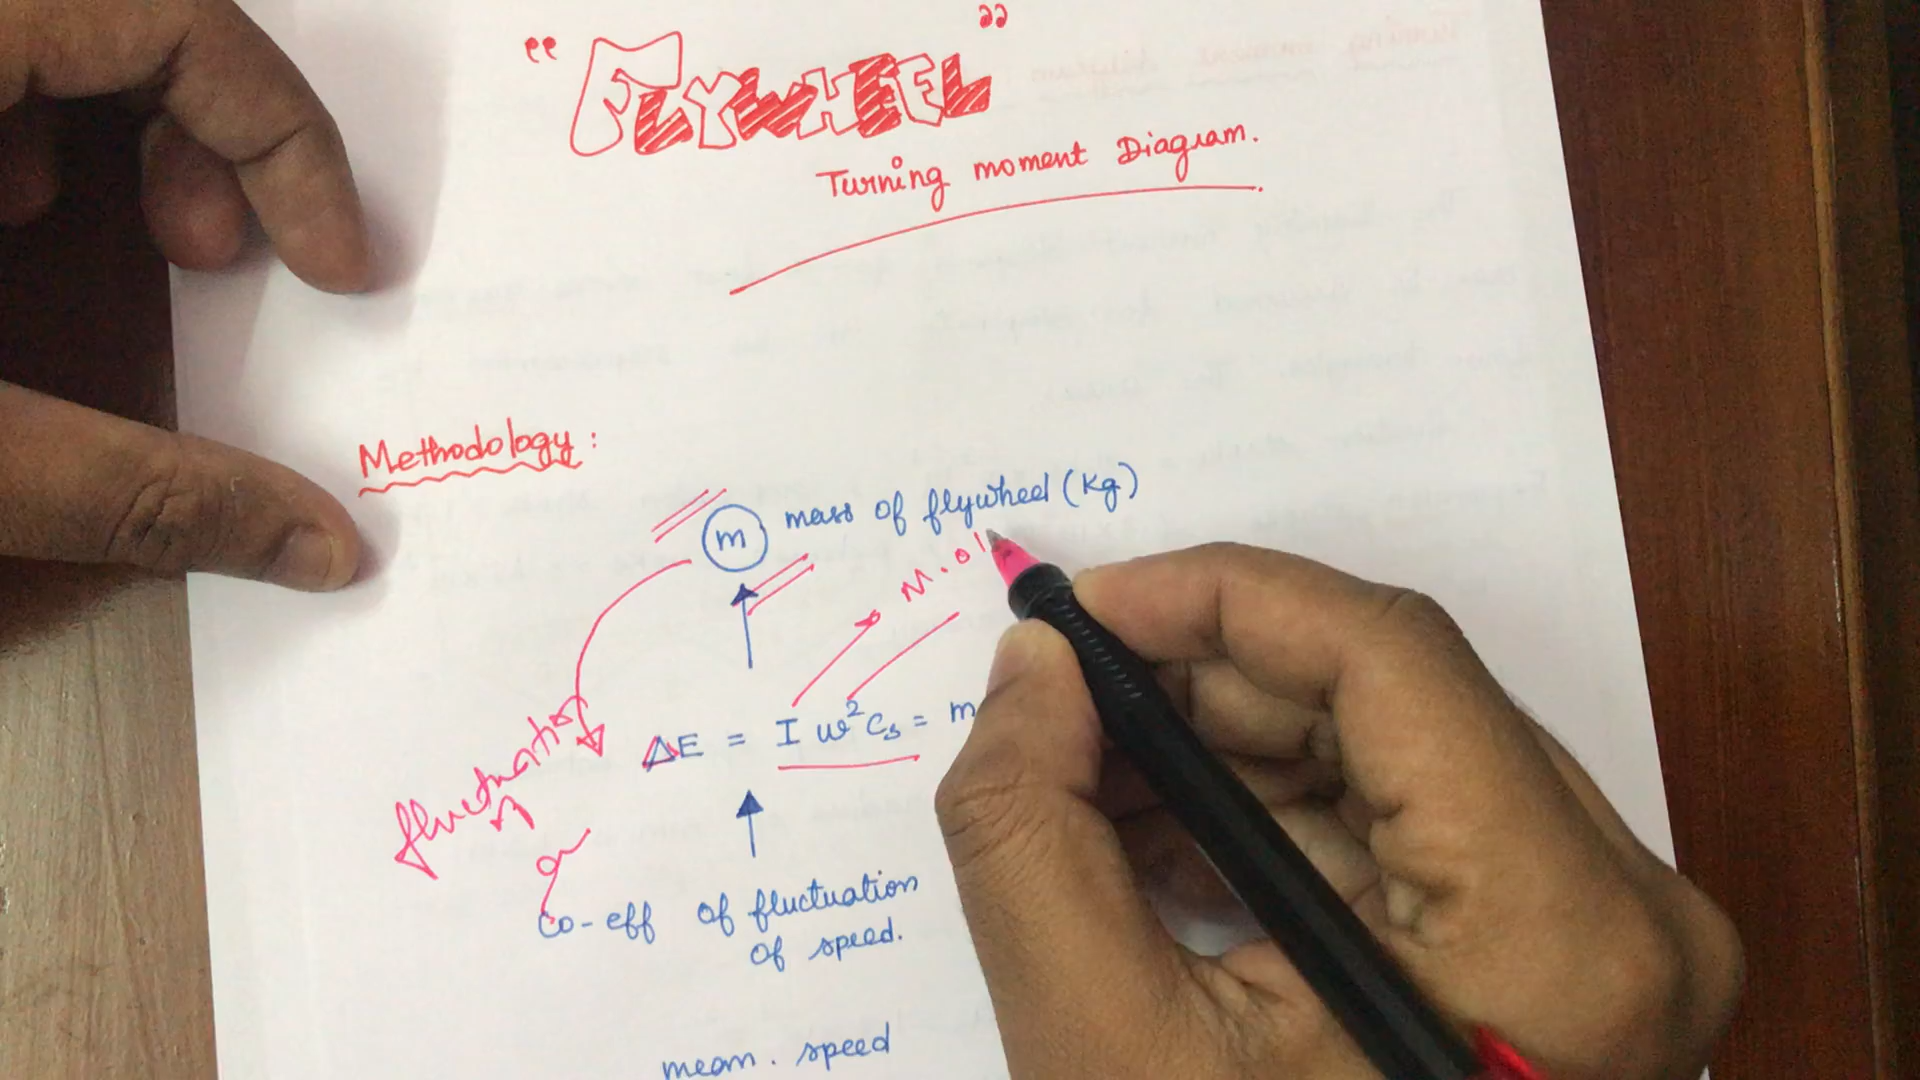 "FLYWHEEL"
Turning moment Diagram.
Methodology:
m mass of flywheel (Kg)
M.OI
ΔE = I ω² Cs = m
fluctuation
Co-eff of fluctuation
of speed.
mean. speed